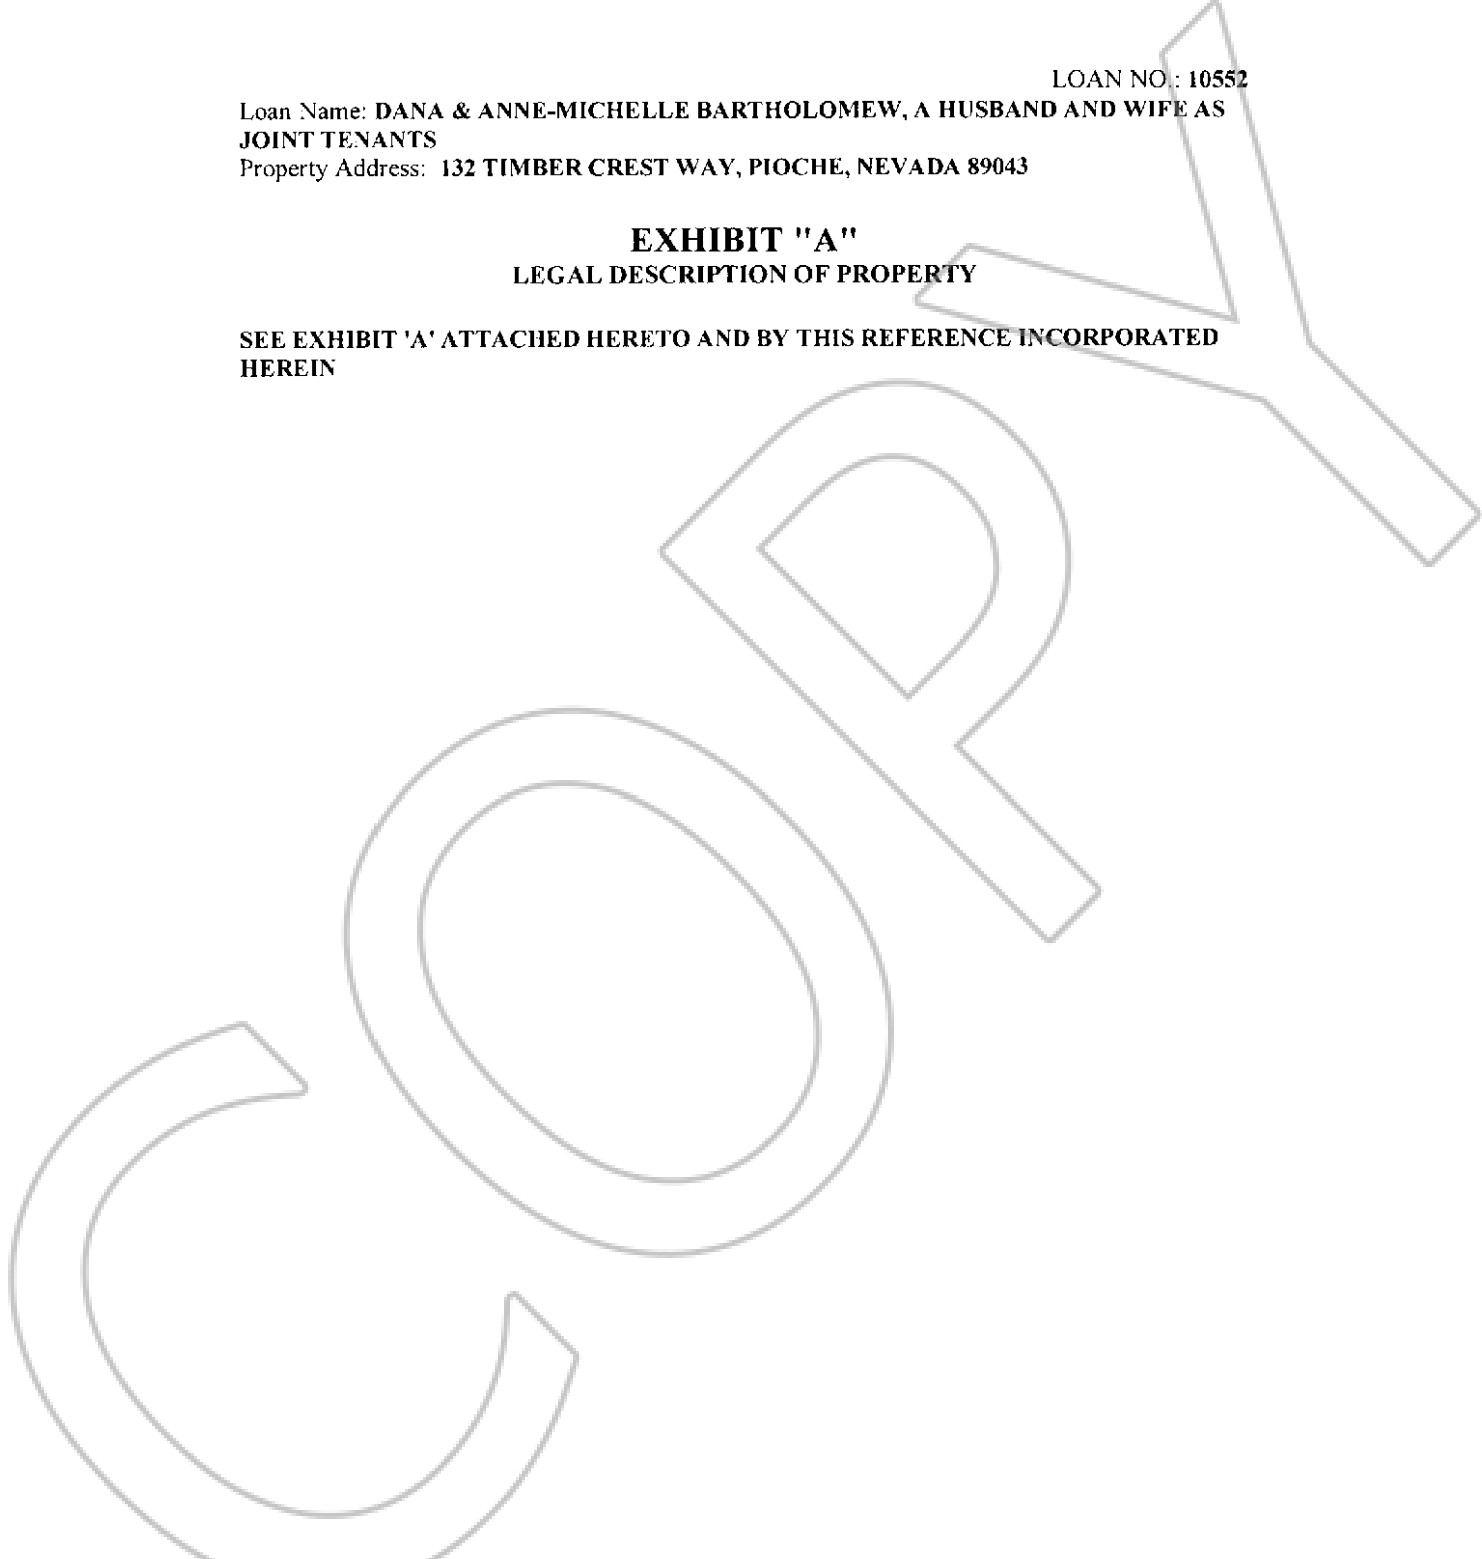 LOAN NO.: 10552
Loan Name: DANA & ANNE-MICHELLE BARTHOLOMEW, A HUSBAND AND WIFE AS
JOINT TENANTS
Property Address: 132 TIMBER CREST WAY, PIOCHE, NEVADA 89043
EXHIBIT "A"
LEGAL DESCRIPTION OF PROPERTY
SEE EXHIBIT 'A' ATTACHED HERETO AND BY THIS REFERENCE INCORPORATED
HEREIN
COPY